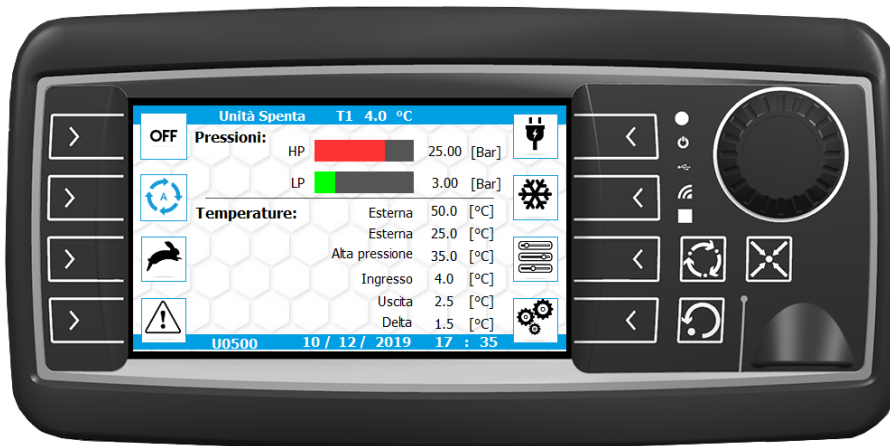 Unità Spenta T1 4.0 °C
OFF
Pressioni:
HP 25.00 [Bar]
LP 3.00 [Bar]
A
Temperature:
Esterna 50.0 [°C]
Esterna 25.0 [°C]
Alta pressione 35.0 [°C]
Ingresso 4.0 [°C]
Uscita 2.5 [°C]
Delta 1.5 [°C]
U0500 10 / 12 / 2019 17 : 35